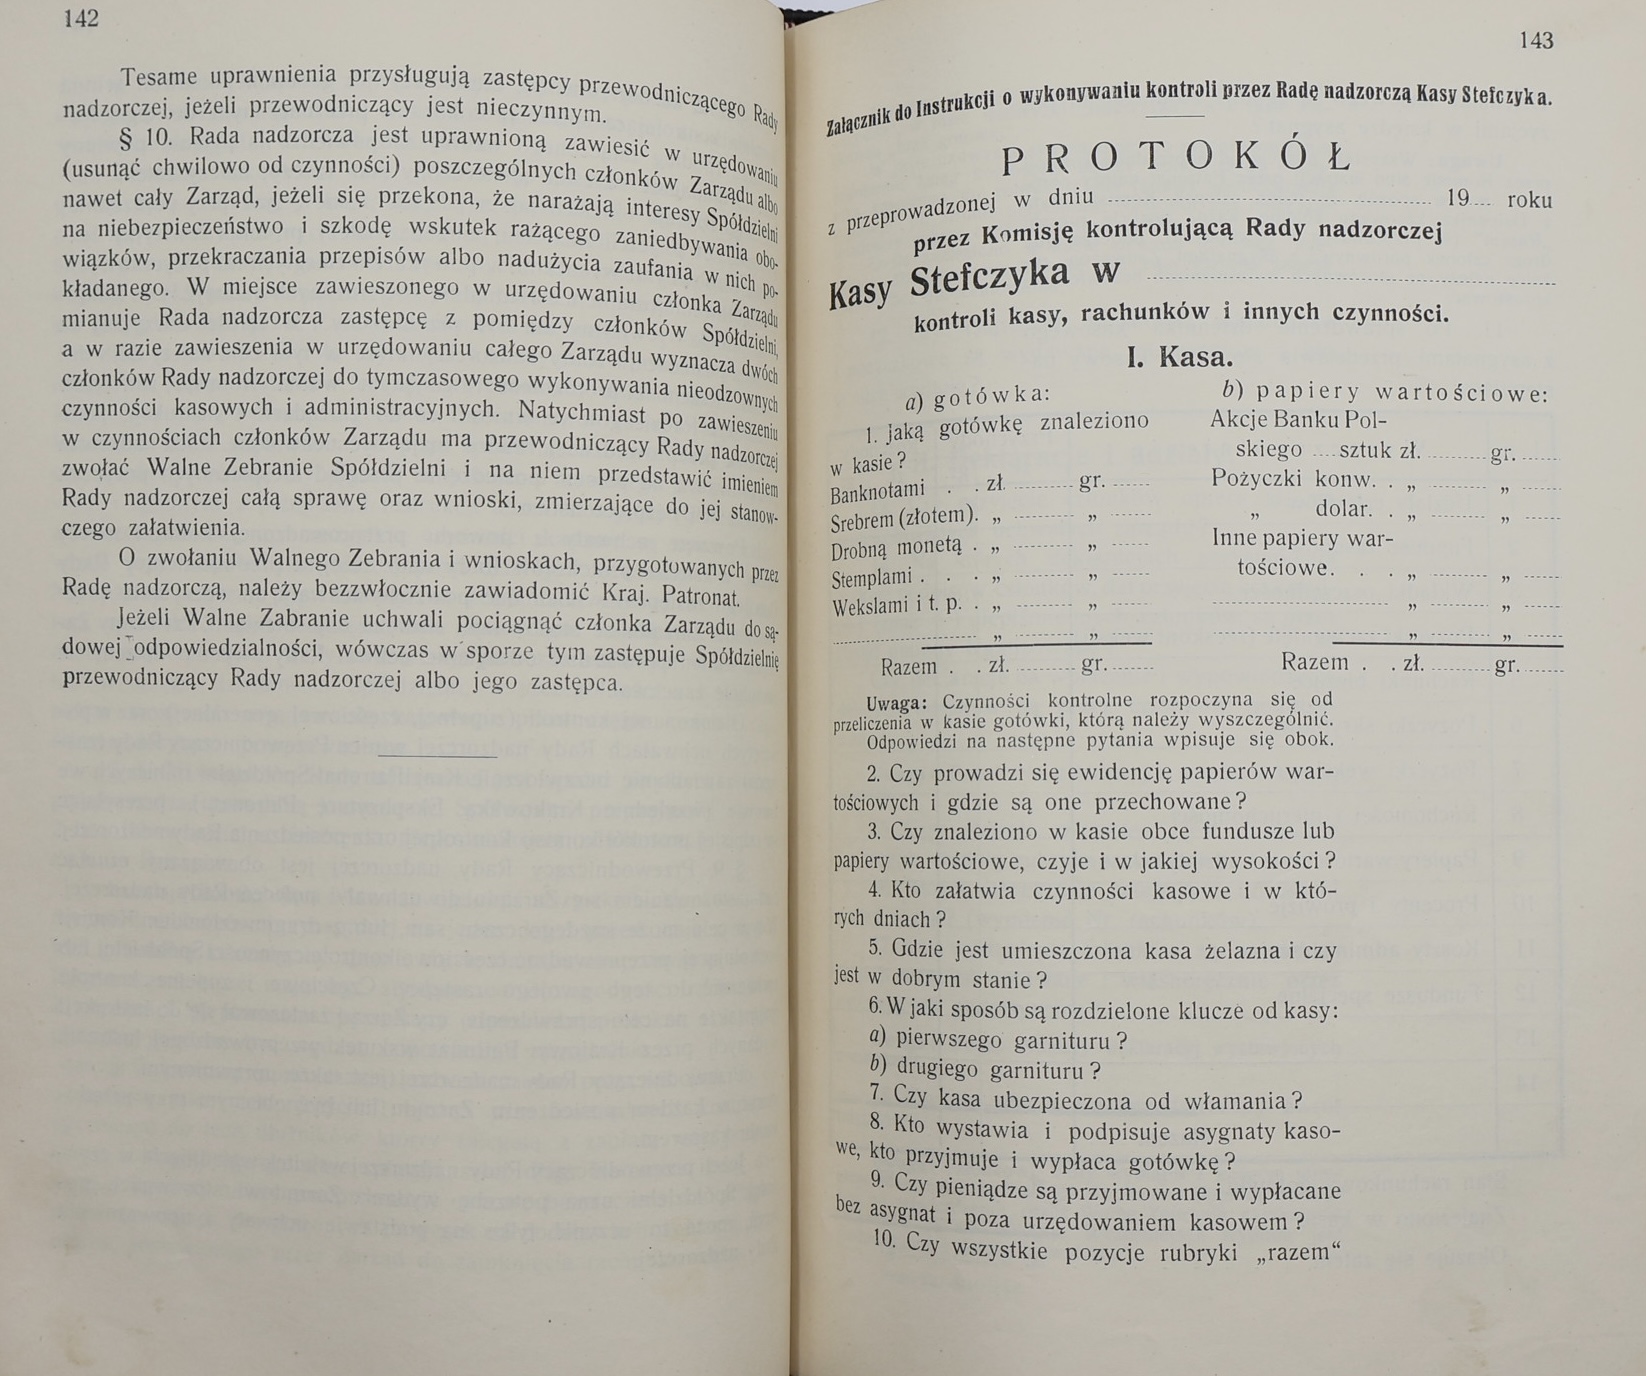 142
Tesame uprawnienia przysługują zastępcy przewodniczącego Rady
nadzorczej, jeżeli przewodniczący jest nieczynnym.
§ 10. Rada nadzorcza jest uprawnioną zawiesić w urzędowaniu
(usunąć chwilowo od czynności) poszczególnych członków Zarządu albo
nawet cały Zarząd, jeżeli się przekona, że narażają interesy Spółdzielni
na niebezpieczeństwo i szkodę wskutek rażącego zaniedbywania obo-
wiązków, przekraczania przepisów albo nadużycia zaufania w nich po-
kładanego. W miejsce zawieszonego w urzędowaniu członka Zarządu
mianuje Rada nadzorcza zastępcę z pomiędzy członków Spółdzielni,
a w razie zawieszenia w urzędowaniu całego Zarządu wyznacza dwóch
członków Rady nadzorczej do tymczasowego wykonywania nieodzownych
czynności kasowych i administracyjnych. Natychmiast po zawieszeniu
w czynnościach członków Zarządu ma przewodniczący Rady nadzorczej
zwołać Walne Zebranie Spółdzielni i na niem przedstawić imieniem
Rady nadzorczej całą sprawę oraz wnioski, zmierzające do jej stanow-
czego załatwienia.
O zwołaniu Walnego Zebrania i wnioskach, przygotowanych przez
Radę nadzorczą, należy bezzwłocznie zawiadomić Kraj. Patronat.
Jeżeli Walne Zabranie uchwali pociągnąć członka Zarządu do są-
dowej odpowiedzialności, wówczas w sporze tym zastępuje Spółdzielnię
przewodniczący Rady nadzorczej albo jego zastępca.
143
Załącznik do Instrukcji o wykonywaniu kontroli przez Radę nadzorczą Kasy Stefczyka.
PROTOKÓŁ
z przeprowadzonej w dniu ........ 19.... roku
przez Komisję kontrolującą Rady nadzorczej
Kasy Stefczyka w ........
kontroli kasy, rachunków i innych czynności.
I. Kasa.
a) gotówka:
1. Jaką gotówkę znaleziono
w kasie?
Banknotami . . zł. ........ gr. ......
Srebrem (złotem). „ ........ „ ......
Drobną monetą . „ ........ „ ......
Stemplami . . . „ ........ „ ......
Wekslami i t. p. . „ ........ „ ......
........ „ ........ „ ......
Razem . . zł. ........ gr. ......
b) papiery wartościowe:
Akcje Banku Pol-
skiego .... sztuk zł. ........ gr. ......
Pożyczki konw. . „ ........ „ ......
„ dolar. . „ ........ „ ......
Inne papiery war-
tościowe. . . „ ........ „ ......
........ „ ........ „ ......
........ „ ........ „ ......
Razem . . zł. ........ gr. ......
Uwaga: Czynności kontrolne rozpoczyna się od
przeliczenia w kasie gotówki, którą należy wyszczególnić.
Odpowiedzi na następne pytania wpisuje się obok.
2. Czy prowadzi się ewidencję papierów war-
tościowych i gdzie są one przechowane?
3. Czy znaleziono w kasie obce fundusze lub
papiery wartościowe, czyje i w jakiej wysokości?
4. Kto załatwia czynności kasowe i w któ-
rych dniach?
5. Gdzie jest umieszczona kasa żelazna i czy
jest w dobrym stanie?
6. W jaki sposób są rozdzielone klucze od kasy:
a) pierwszego garnituru?
b) drugiego garnituru?
7. Czy kasa ubezpieczona od włamania?
8. Kto wystawia i podpisuje asygnaty kaso-
we, kto przyjmuje i wypłaca gotówkę?
9. Czy pieniądze są przyjmowane i wypłacane
bez asygnat i poza urzędowaniem kasowem?
10. Czy wszystkie pozycje rubryki „razem“